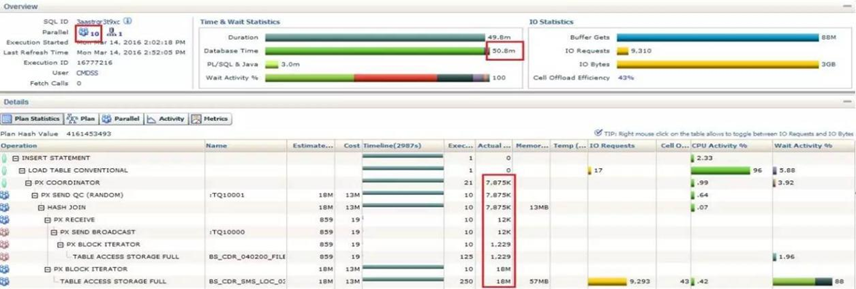 Overview
SQL ID
Time & Wait Statistics
IO Statistics
Parallel 10 1
Execution Started Mon Mar 14, 2016 2:02:18 PM
Last Refresh Time Mon Mar 14, 2016 2:52:05 PM
Execution ID 16777216
User CMDSS
Fetch Calls 0
Duration 49.8m
Database Time 50.8m
PL/SQL & Java 3.0m
Wait Activity % 100
Buffer Gets 88M
IO Requests 9,310
IO Bytes 3GB
Cell Offload Efficiency 43%
Details
Plan Statistics Plan Parallel Activity Metrics
Plan Hash Value 4161453493
TIP: Right mouse click on the table allows to toggle between IO Requests and IO Bytes
Operation Name Estimate... Cost Timeline(2987s) Exec... Actual ... Memor... Temp (... IO Requests Cell O... CPU Activity % Wait Activity %
INSERT STATEMENT 1 0 2.33
LOAD TABLE CONVENTIONAL 1 0 17 96 5.88
PX COORDINATOR 21 7,875K .99 3.92
PX SEND QC (RANDOM) :TQ10001 18M 13M 10 7,875K .64
HASH JOIN 18M 13M 10 7,875K 13MB .07
PX RECEIVE 859 19 10 12K
PX SEND BROADCAST :TQ10000 859 19 10 12K
PX BLOCK ITERATOR 859 19 10 1,229
TABLE ACCESS STORAGE FULL BS_CDR_040200_FILE 859 19 125 1,229 1.96
PX BLOCK ITERATOR 18M 13M 10 18M
TABLE ACCESS STORAGE FULL BS_CDR_SMS_LOC_03 18M 13M 250 18M 57MB 9,293 43 .42 88